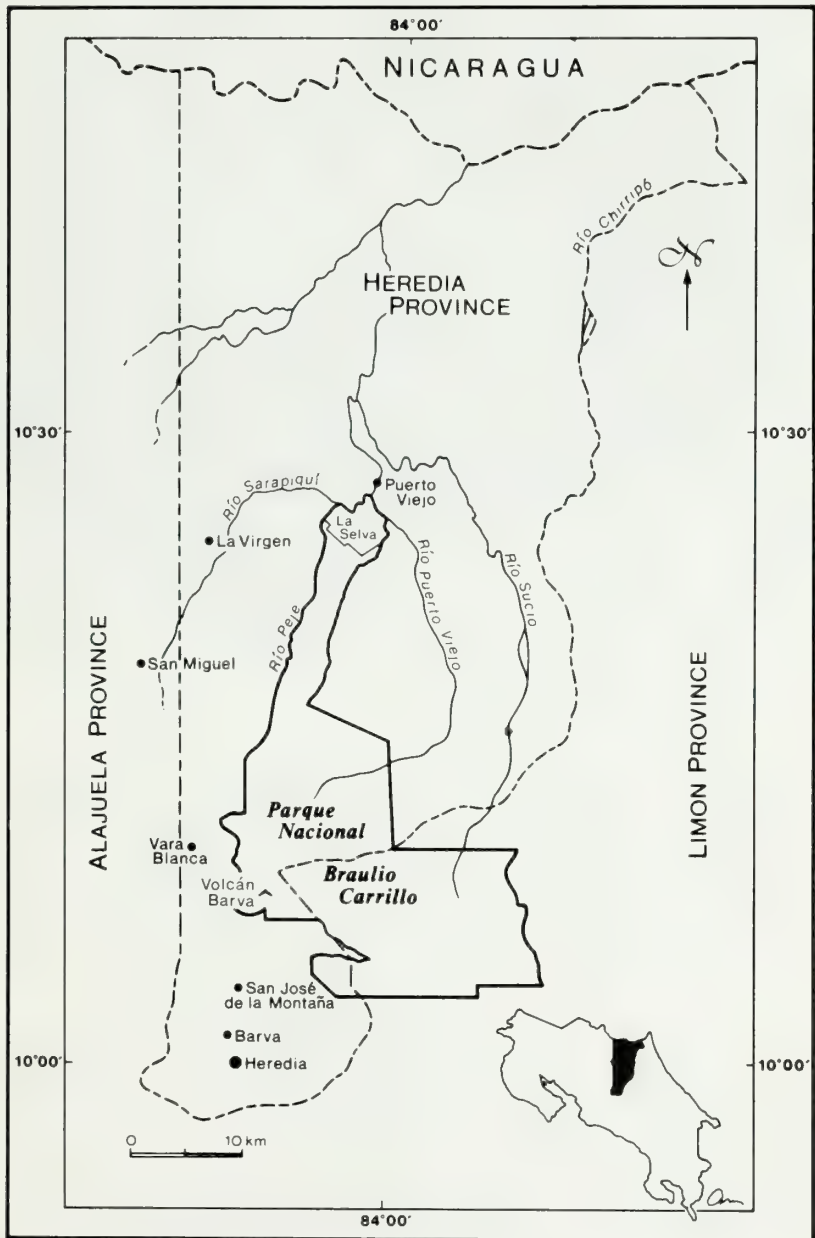 84°00'
NICARAGUA
Río Chirripó
HEREDIA
PROVINCE
10°30'
10°30'
Río Sarapiquí
Puerto
Viejo
La
Selva
La Virgen
Río Puerto Viejo
Río Sucio
Río Peje
San Miguel
ALAJUELA PROVINCE
LIMON PROVINCE
Parque
Nacional
Vara
Blanca
Braulio
Carrillo
Volcán
Barva
San José
de la Montaña
Barva
10°00'
Heredia
10°00'
0 10 km
84°00'